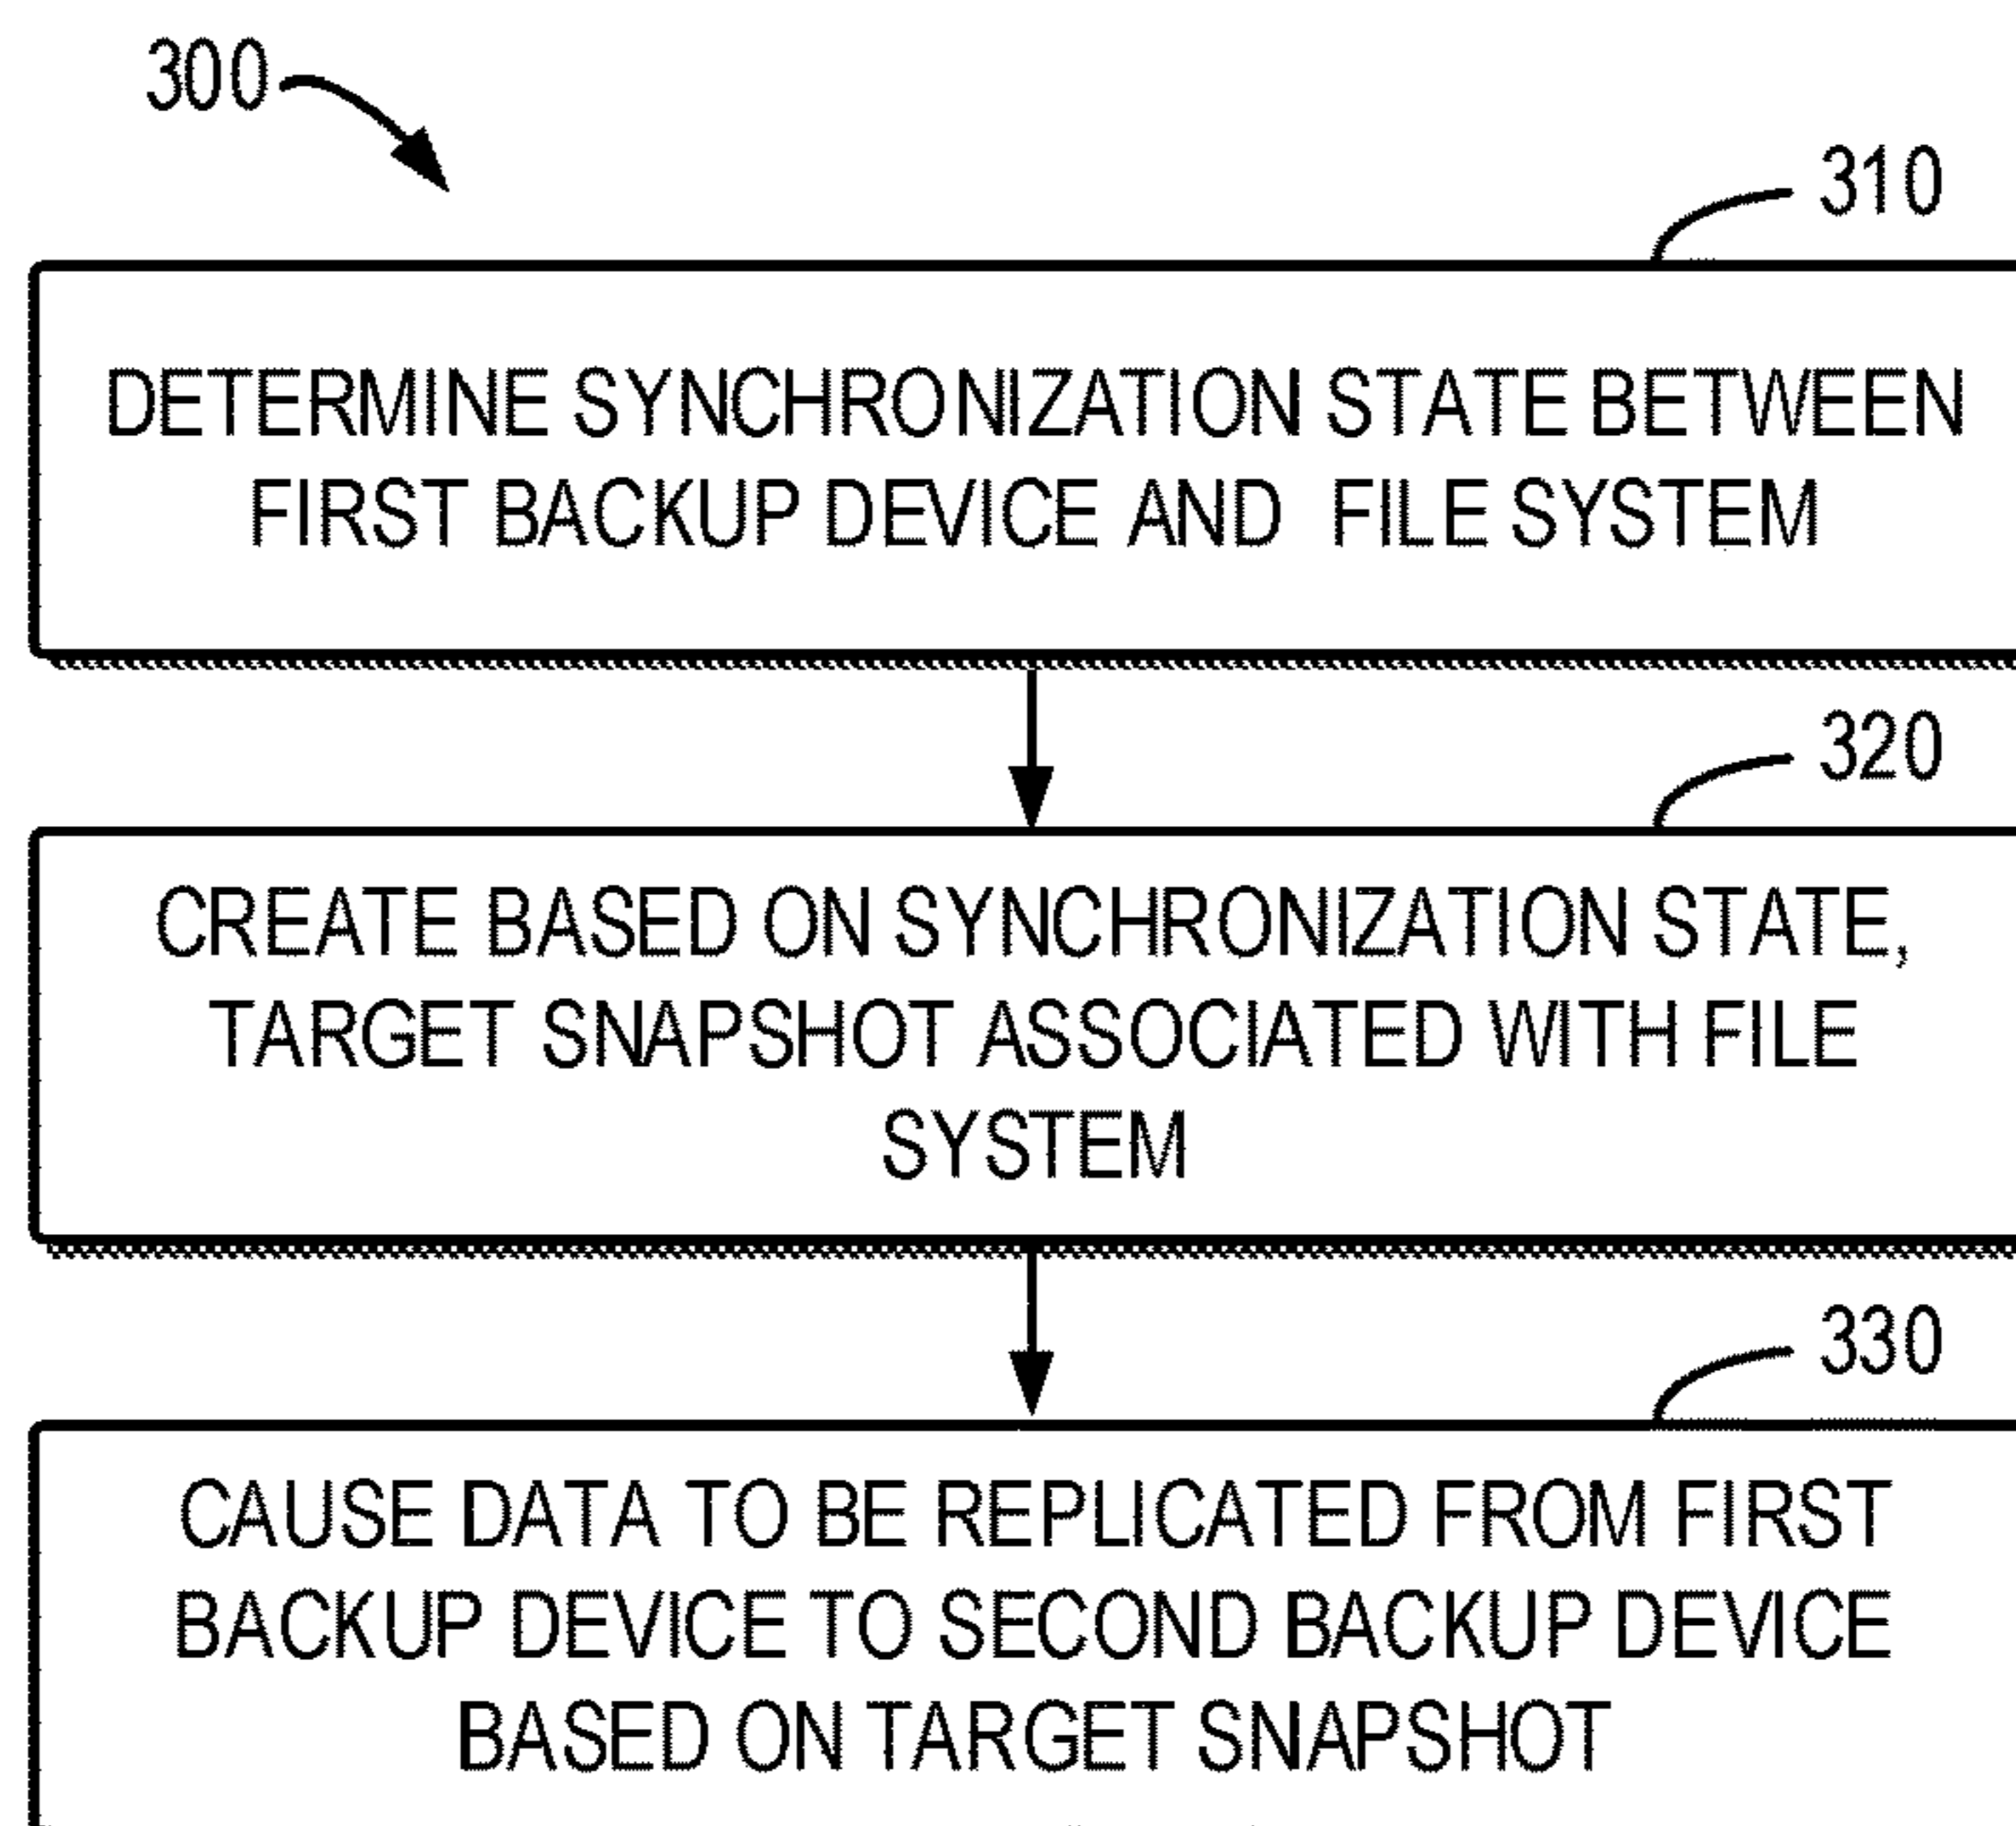 300
310
DETERMINE SYNCHRONIZATION STATE BETWEEN
FIRST BACKUP DEVICE AND FILE SYSTEM
320
CREATE BASED ON SYNCHRONIZATION STATE,
TARGET SNAPSHOT ASSOCIATED WITH FILE
SYSTEM
330
CAUSE DATA TO BE REPLICATED FROM FIRST
BACKUP DEVICE TO SECOND BACKUP DEVICE
BASED ON TARGET SNAPSHOT